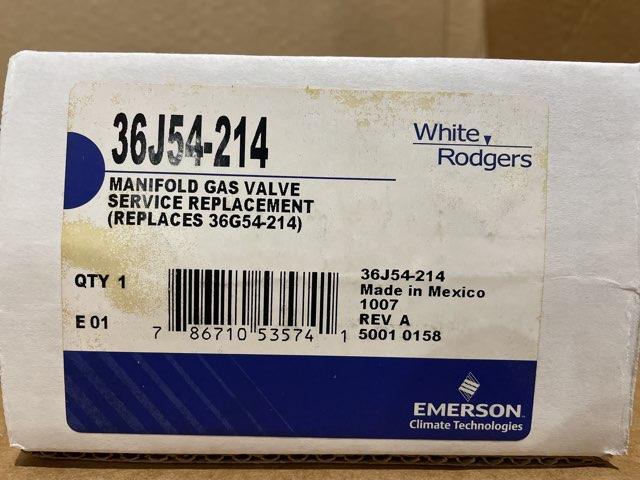 36J54-214
White
Rodgers
MANIFOLD GAS VALVE
SERVICE REPLACEMENT
(REPLACES 36G54-214)
QTY 1
E 01
7 86710 53574 1
36J54-214
Made in Mexico
1007
REV A
5001 0158
EMERSON
Climate Technologies